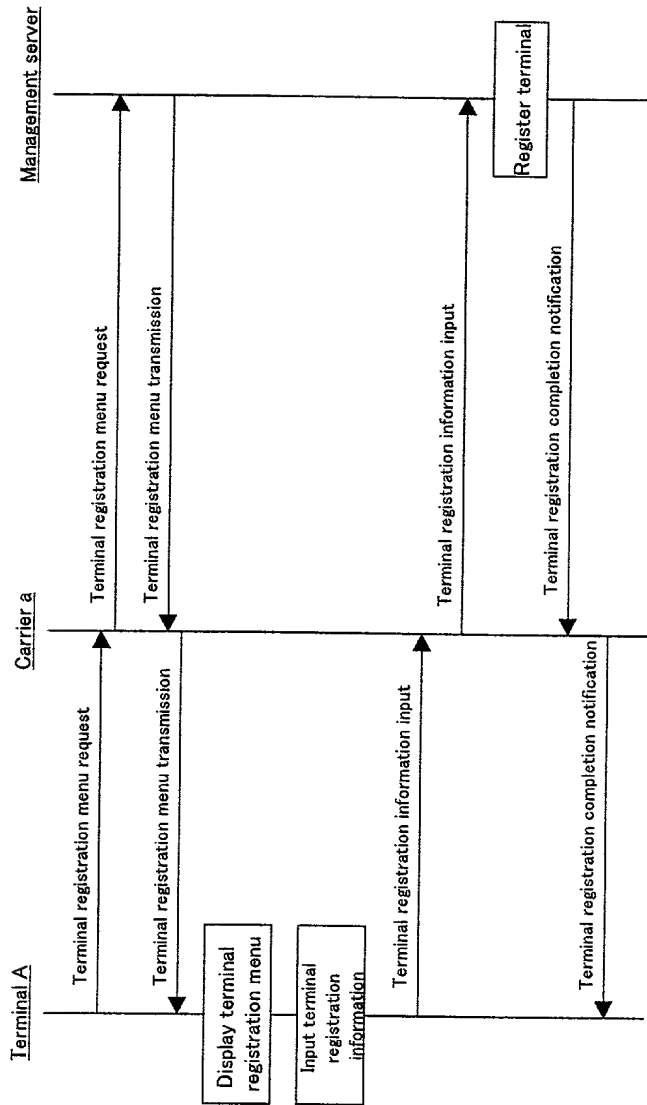 Terminal A
Carrier a
Management server
Terminal registration menu request
Terminal registration menu request
Terminal registration menu transmission
Terminal registration menu transmission
Display terminal
registration menu
Input terminal
registration
information
Terminal registration information input
Terminal registration information input
Register terminal
Terminal registration completion notification
Terminal registration completion notification